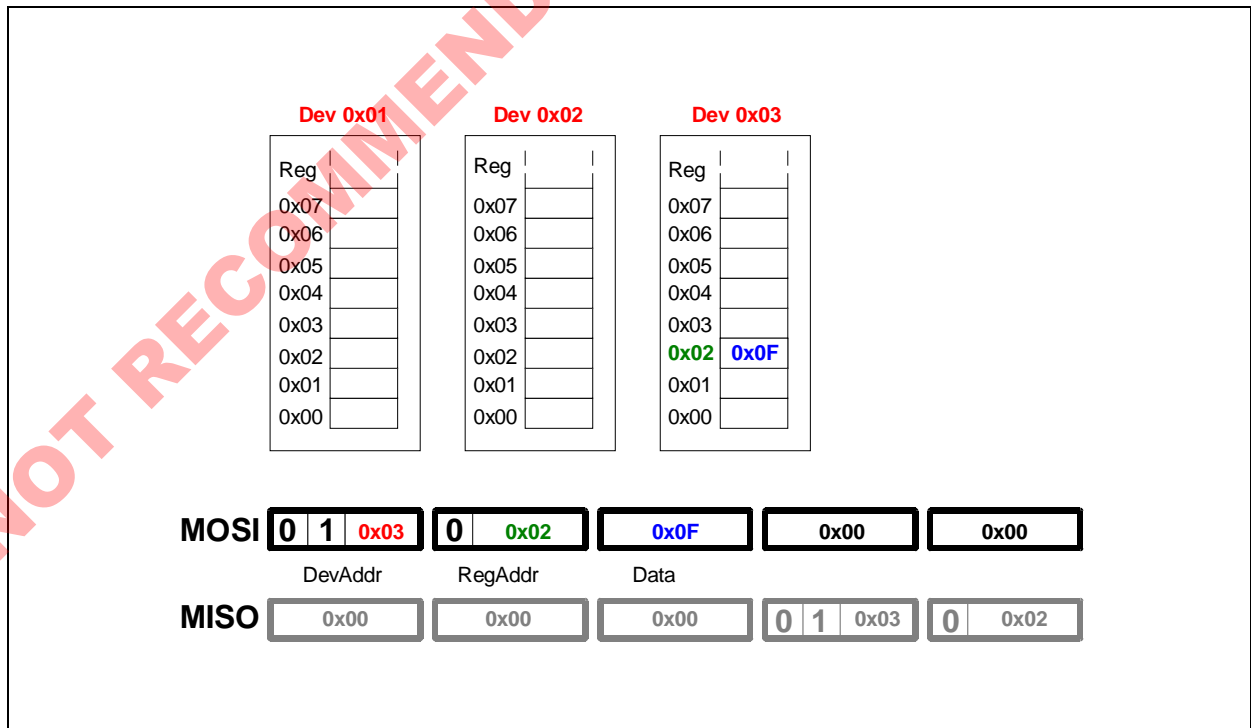 NOT RECOMMEND
Dev 0x01 Dev 0x02 Dev 0x03
Reg Reg Reg
0x07 0x07 0x07
0x06 0x06 0x06
0x05 0x05 0x05
0x04 0x04 0x04
0x03 0x03 0x03
0x02 0x02 0x02 0x0F
0x01 0x01 0x01
0x00 0x00 0x00
MOSI 0 1 0x03 0 0x02 0x0F 0x00 0x00
DevAddr RegAddr Data
MISO 0x00 0x00 0x00 0 1 0x03 0 0x02